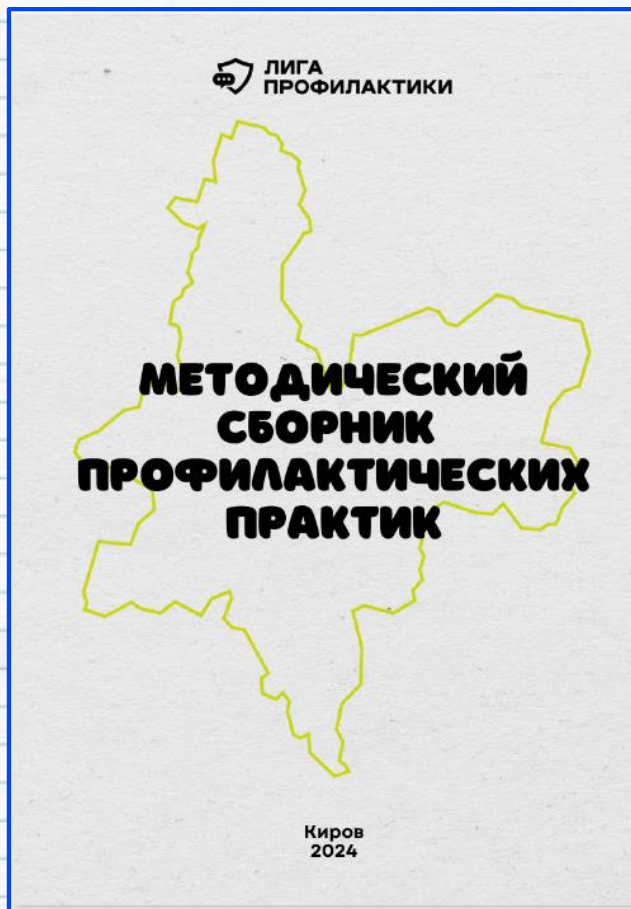 ЛИГА
ПРОФИЛАКТИКИ
МЕТОДИЧЕСКИЙ
СБОРНИК
ПРОФИЛАКТИЧЕСКИХ
ПРАКТИК
Киров
2024